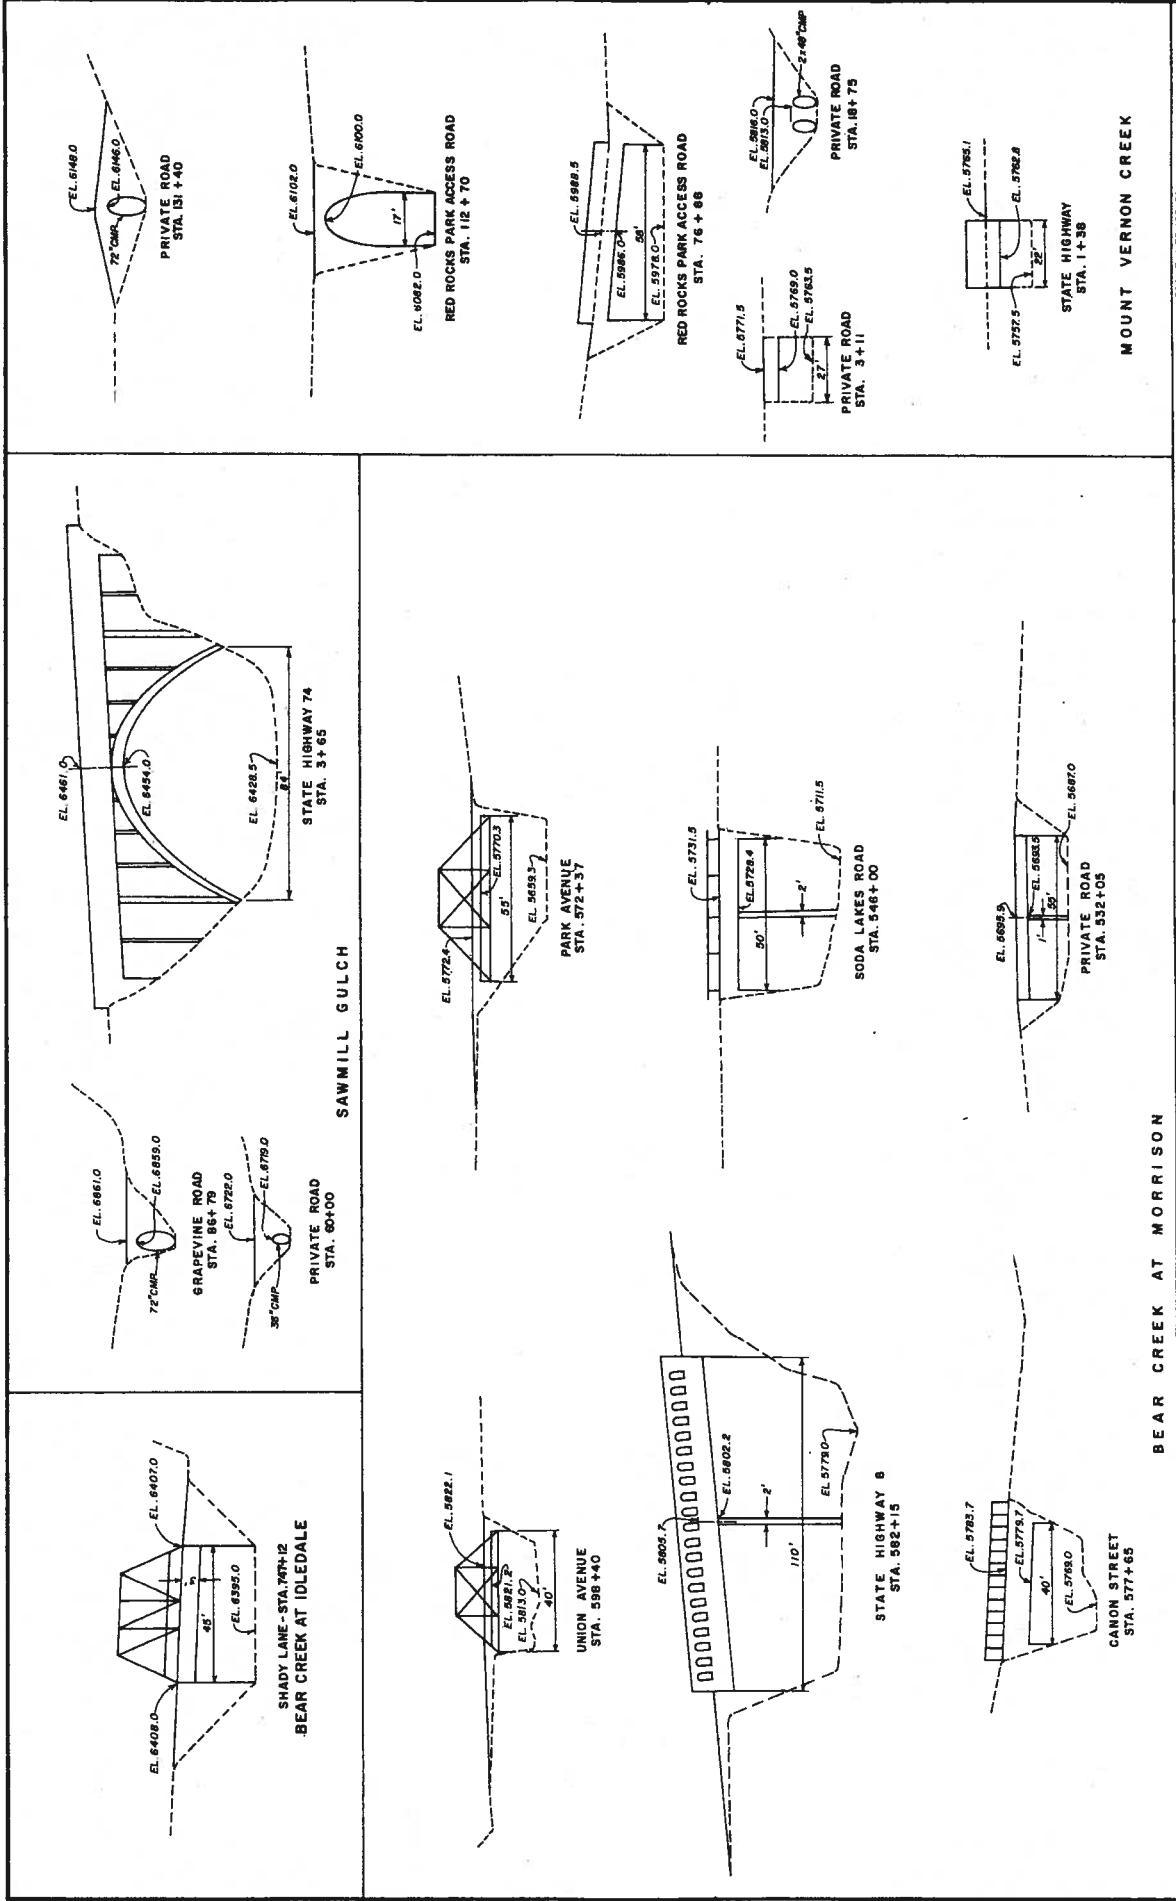 EL. 6408.0
EL. 6407.0
5'
45'
EL. 6395.0
SHADY LANE-STA. 747+12
BEAR CREEK AT IDLEDALE
EL. 6861.0
EL. 6859.0
72"CMP
GRAPEVINE ROAD
STA. 86+79
EL. 6722.0
EL. 6719.0
36"CMP
PRIVATE ROAD
STA. 60+00
EL. 6461.0
EL. 6454.0
EL. 6428.5
84'
STATE HIGHWAY 74
STA. 3+65
SAWMILL GULCH
EL. 5822.1
EL. 5821.2
EL. 5813.0
40'
UNION AVENUE
STA. 598+40
EL. 5772.4
EL. 5770.3
55'
EL. 5659.3
PARK AVENUE
STA. 572+37
EL. 5805.7
EL. 5802.2
2'
110'
EL. 5779.0
STATE HIGHWAY 8
STA. 582+15
EL. 5731.5
EL. 5728.4
50'
2'
EL. 5711.5
SODA LAKES ROAD
STA. 546+00
EL. 5783.7
EL. 5779.7
40'
EL. 5769.0
CANON STREET
STA. 577+65
EL. 5695.9
EL. 5693.5
1'
55'
EL. 5687.0
PRIVATE ROAD
STA. 532+05
BEAR CREEK AT MORRISON
EL. 6148.0
EL. 6146.0
72"CMP
PRIVATE ROAD
STA. 131+40
EL. 6102.0
EL. 6100.0
17'
EL. 6082.0
RED ROCKS PARK ACCESS ROAD
STA. 112+70
EL. 5988.5
EL. 5986.0
58'
EL. 5978.0
RED ROCKS PARK ACCESS ROAD
STA. 76+86
EL. 5771.5
EL. 5769.0
EL. 5763.5
27'
PRIVATE ROAD
STA. 3+11
EL. 5816.0
EL. 5813.0
2x48"CMP
PRIVATE ROAD
STA. 18+75
EL. 5765.1
EL. 5762.8
EL. 5757.5
22'
STATE HIGHWAY
STA. 1+38
MOUNT VERNON CREEK